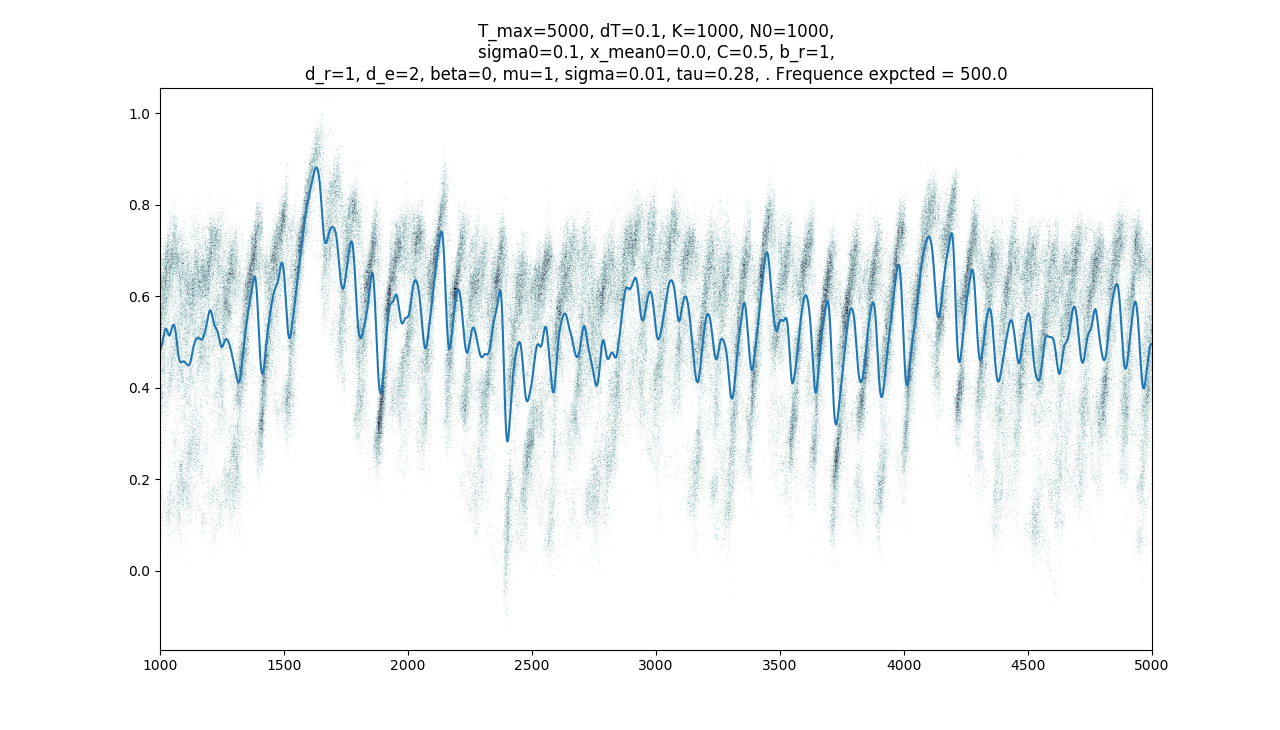 T_max=5000, dT=0.1, K=1000, N0=1000,
sigma0=0.1, x_mean0=0.0, C=0.5, b_r=1,
d_r=1, d_e=2, beta=0, mu=1, sigma=0.01, tau=0.28, . Frequence expcted = 500.0
1.0
0.8
0.6
0.4
0.2
0.0
1000 1500 2000 2500 3000 3500 4000 4500 5000